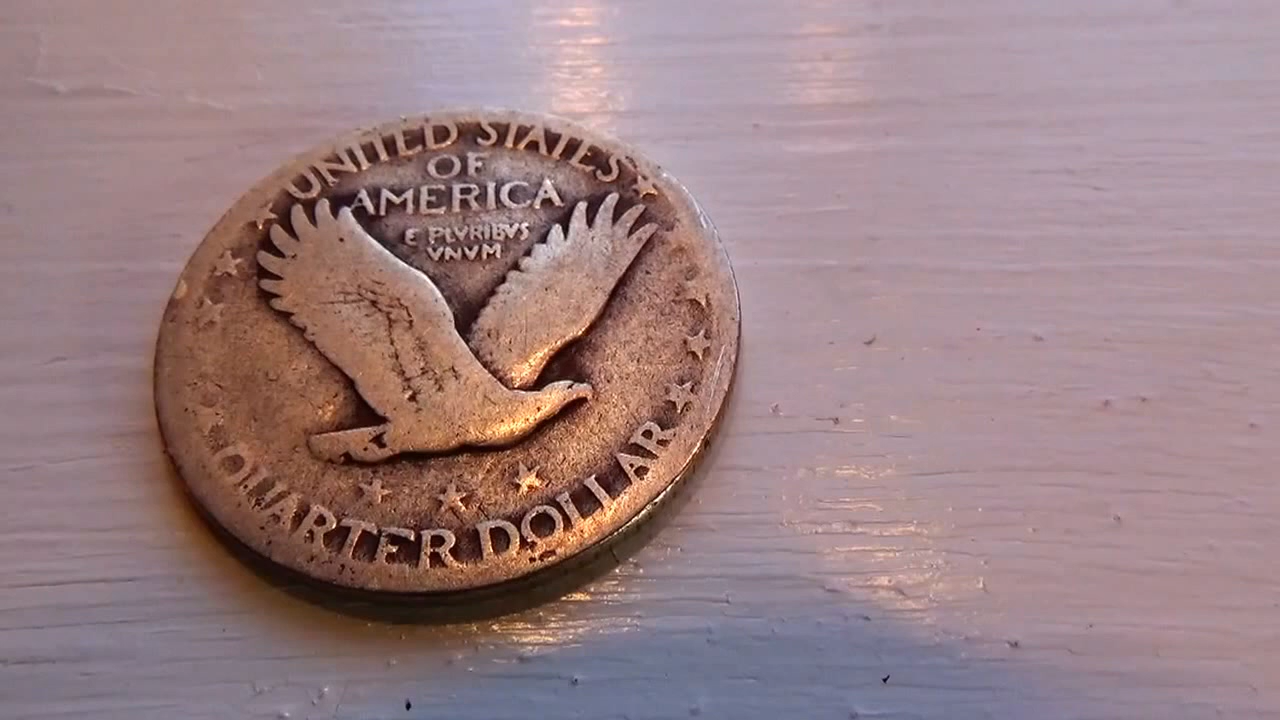 UNITED STATES
OF
AMERICA
E PLVRIBVS
VNVM
QUARTER DOLLAR